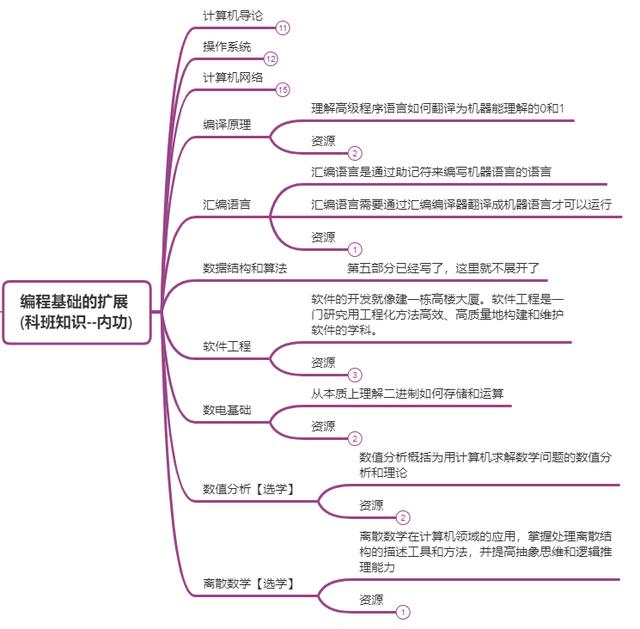 计算机导论
11
操作系统
12
计算机网络
15
理解高级程序语言如何翻译为机器能理解的0和1
编译原理
资源
2
汇编语言是通过助记符来编写机器语言的语言
汇编语言
汇编语言需要通过汇编编译器翻译成机器语言才可以运行
资源
1
数据结构和算法
第五部分已经写了，这里就不展开了
编程基础的扩展
(科班知识--内功)
软件的开发就像建一栋高楼大厦。软件工程是一
门研究用工程化方法高效、高质量地构建和维护
软件的学科。
软件工程
资源
3
从本质上理解二进制如何存储和运算
数电基础
资源
2
数值分析概括为用计算机求解数学问题的数值分
析和理论
数值分析【选学】
资源
2
离散数学在计算机领域的应用，掌握处理离散结
构的描述工具和方法，并提高抽象思维和逻辑推
理能力
离散数学【选学】
资源
1